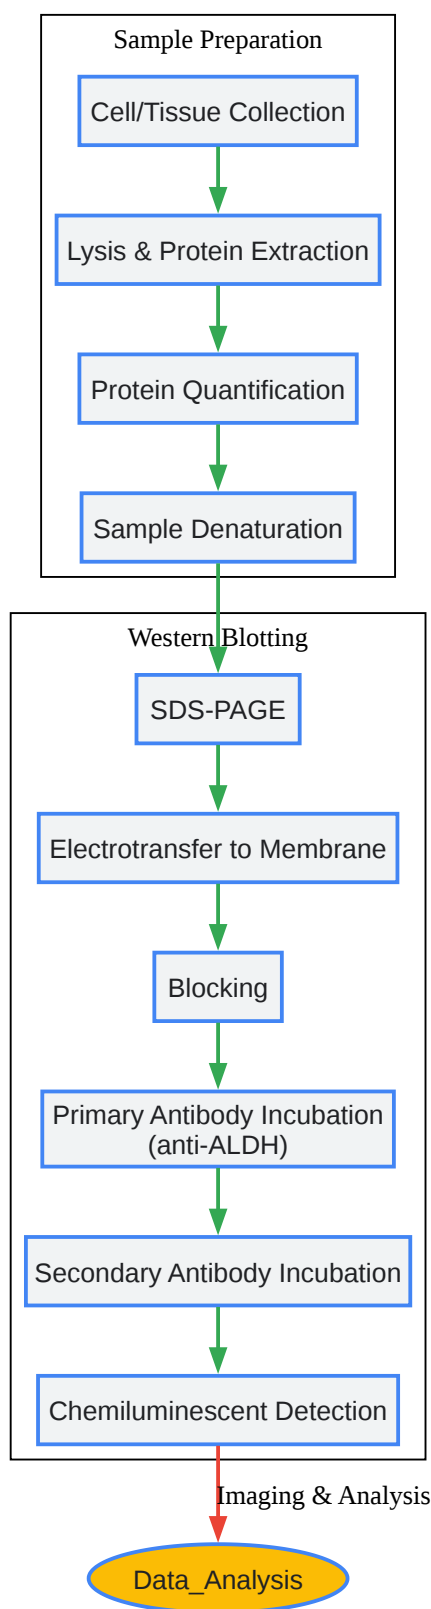 Sample Preparation
Cell/Tissue Collection
Lysis & Protein Extraction
Protein Quantification
Sample Denaturation
Western Blotting
SDS-PAGE
Electrotransfer to Membrane
Blocking
Primary Antibody Incubation
(anti-ALDH)
Secondary Antibody Incubation
Chemiluminescent Detection
Imaging & Analysis
Data_Analysis